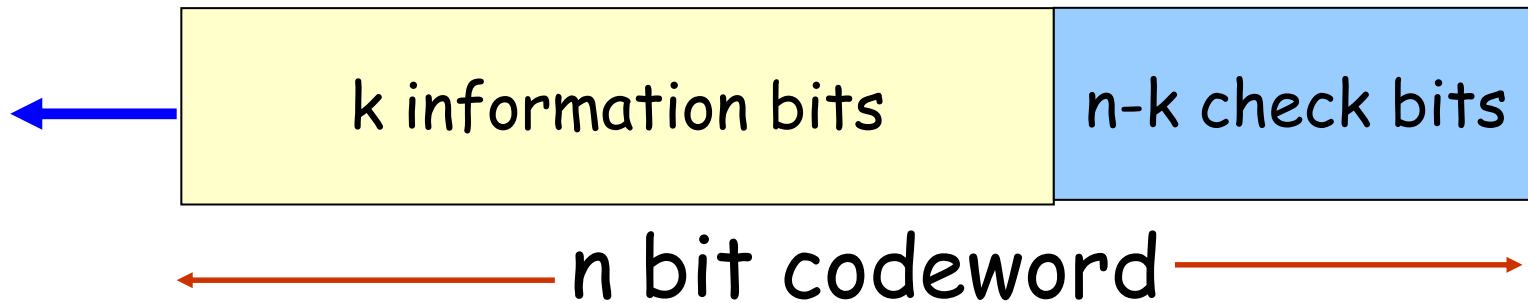 k information bits
n-k check bits
n bit codeword